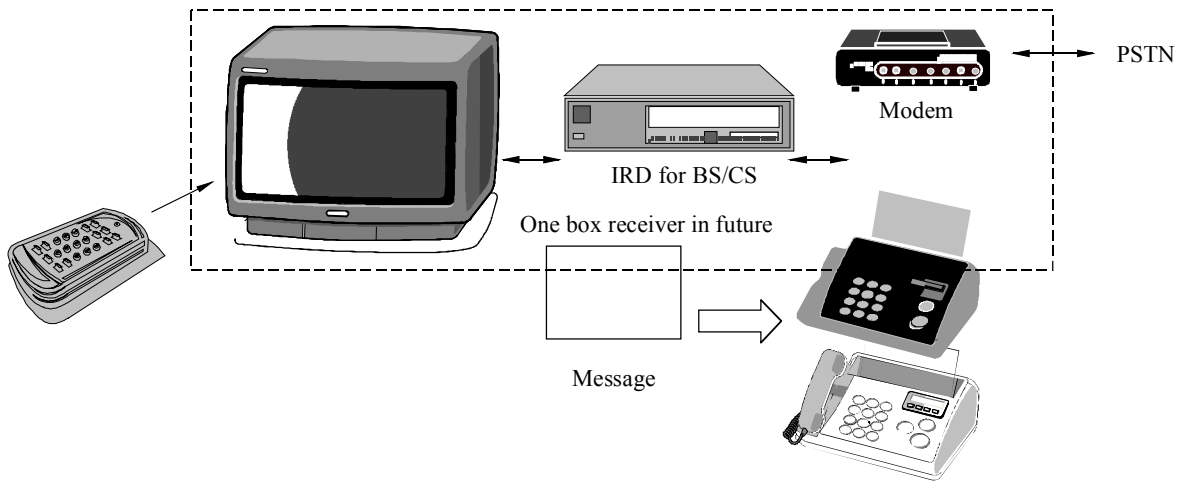 PSTN
Modem
IRD for BS/CS
One box receiver in future
Message